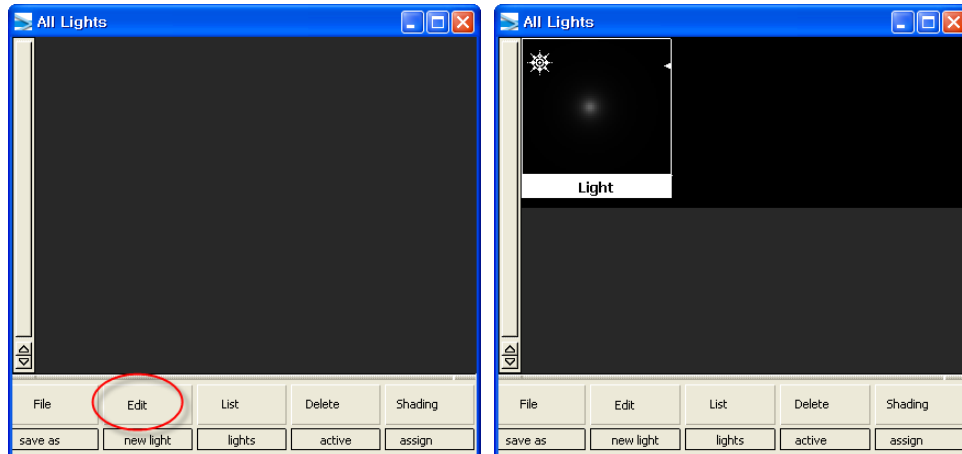 All Lights
File Edit List Delete Shading
save as new light lights active assign
All Lights
Light
File Edit List Delete Shading
save as new light lights active assign